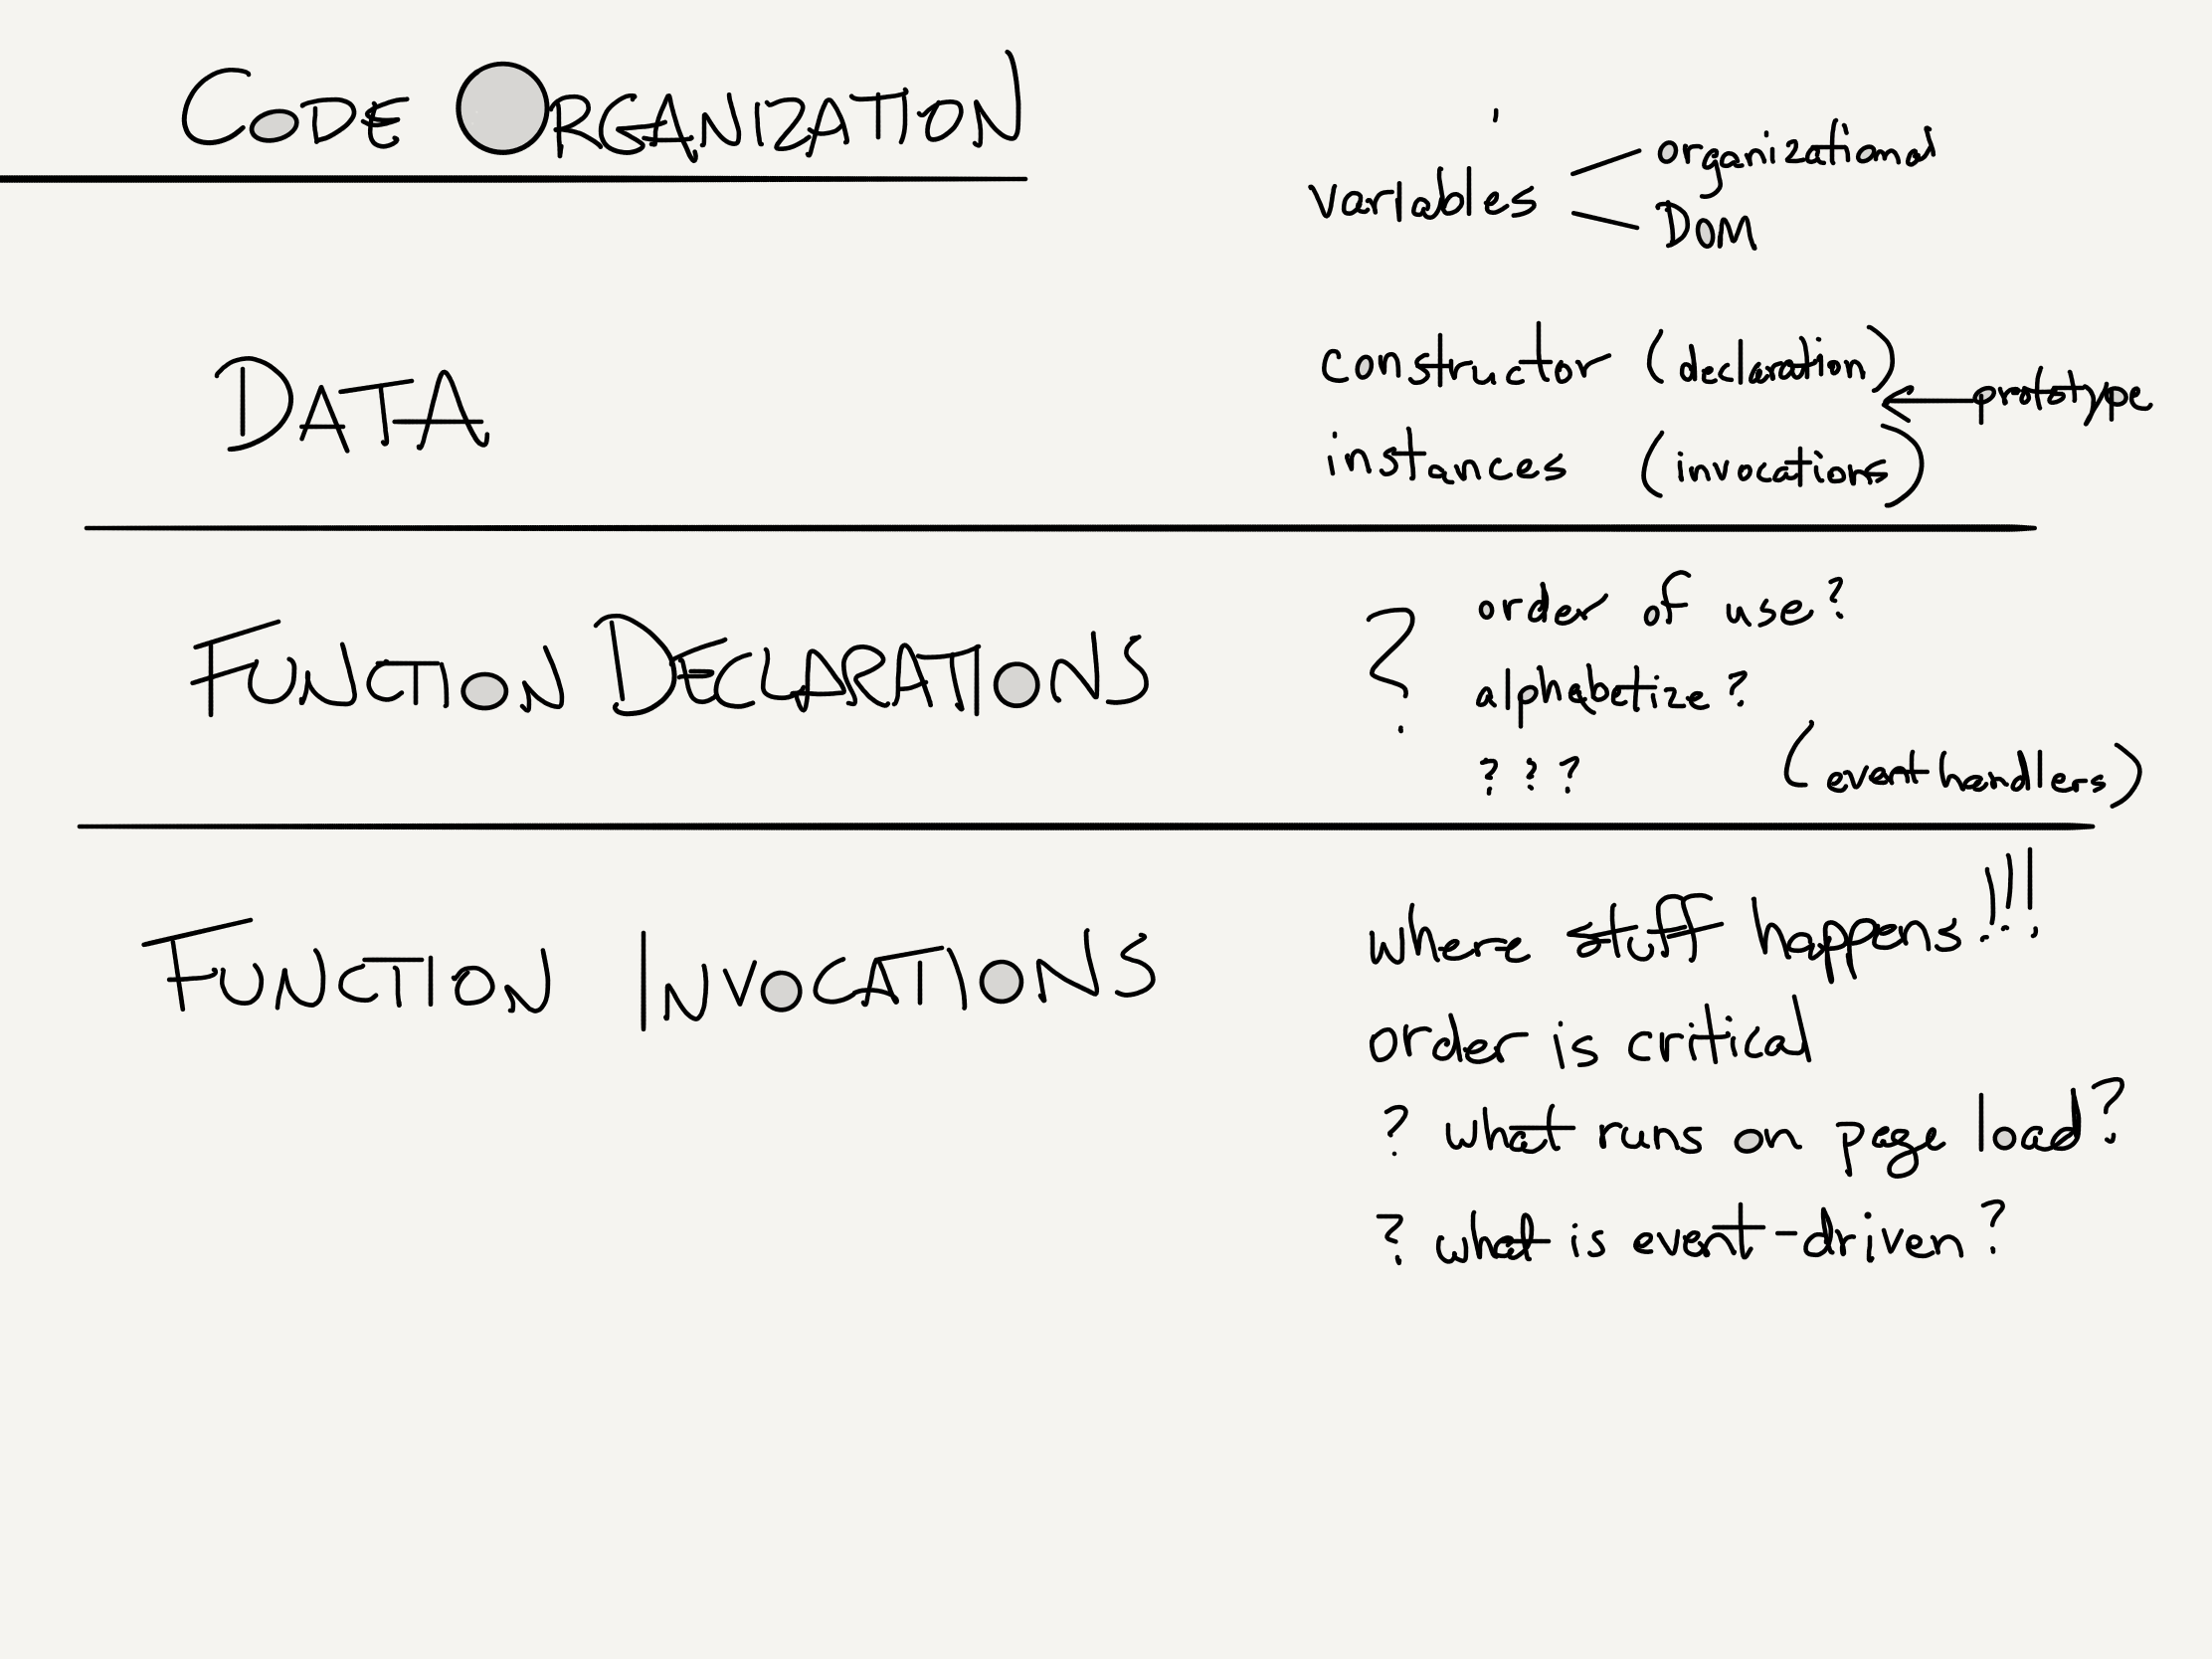 CODE ORGANIZATION
variables
organizational
DOM
DATA
constructor (declaration)
prototype
instances (invocations)
FUNCTION DECLARATIONS
? order of use?
alphabetize?
? ? ? (event handlers)
FUNCTION INVOCATIONS
where stuff happens!!!
order is critical
? what runs on page load?
? what is event-driven?